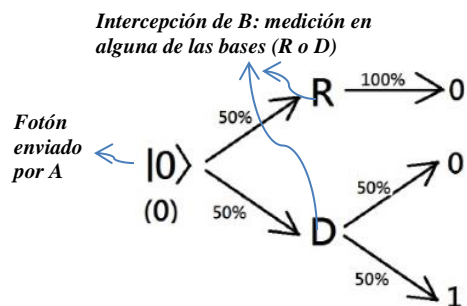 Intercepción de B: medición en
alguna de las bases (R o D)
Fotón
enviado
por A
|0⟩
(0)
50%
50%
R
100%
0
D
50%
0
50%
1